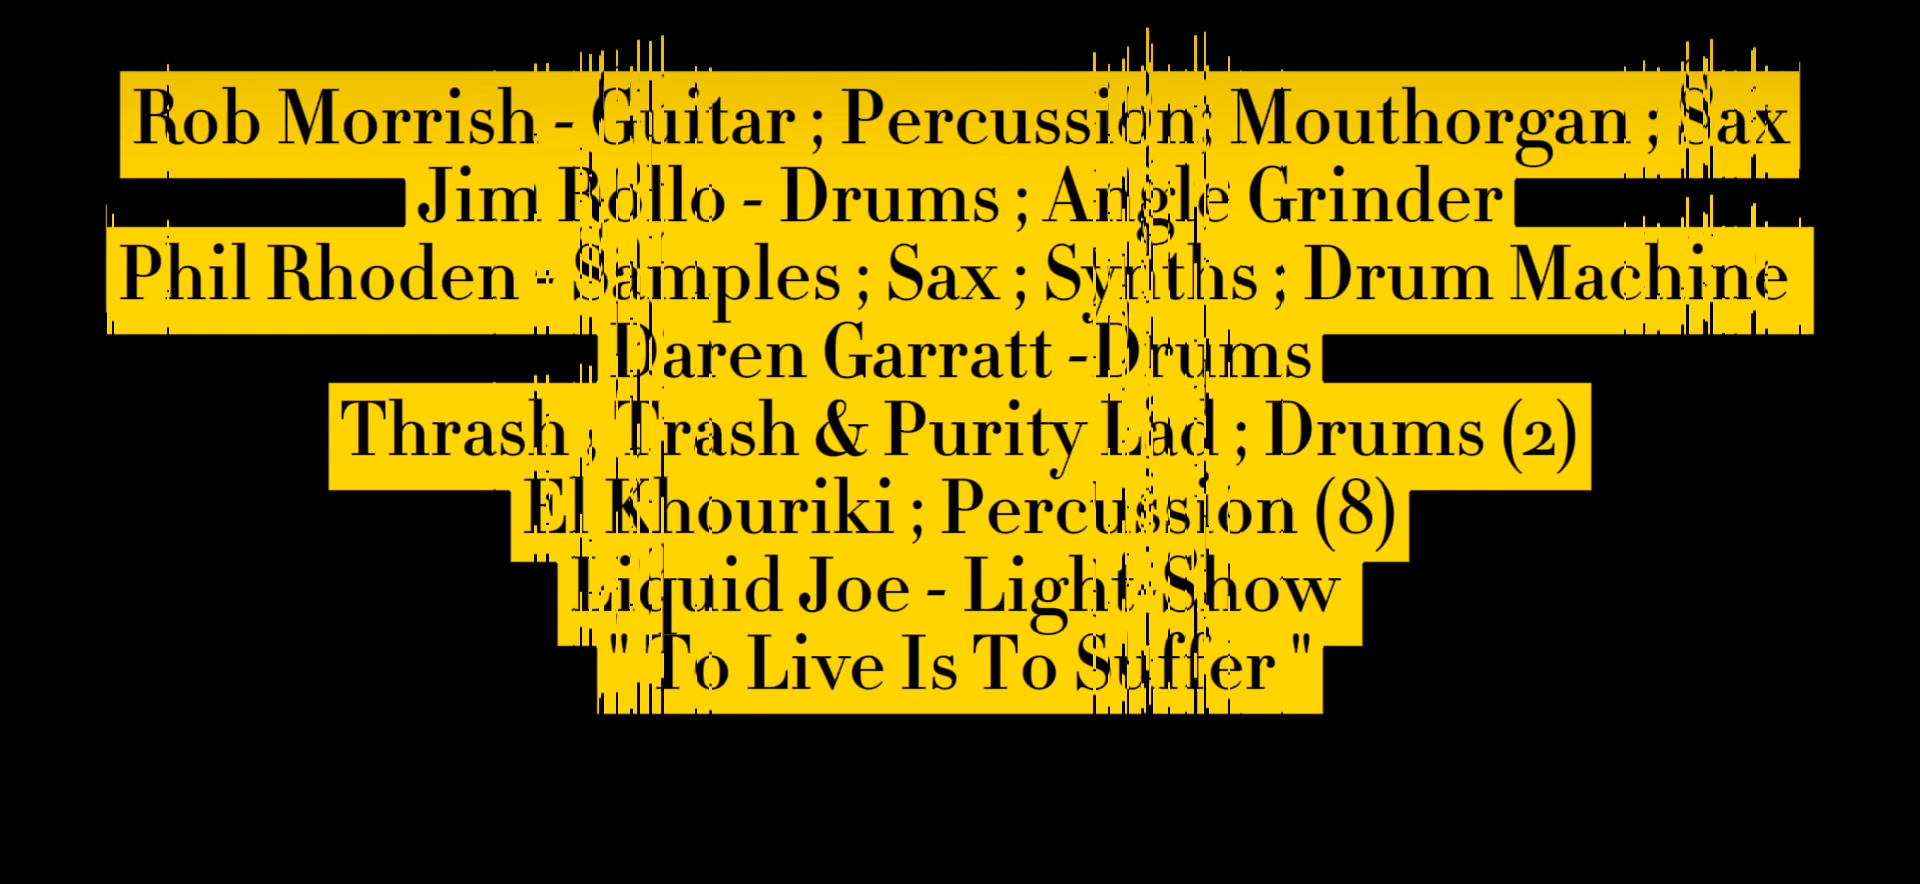 Rob Morrish - Guitar ; Percussion; Mouthorgan ; Sax
Jim Rollo - Drums ; Angle Grinder
Phil Rhoden - Samples ; Sax ; Synths ; Drum Machine
Daren Garratt -Drums
Thrash , Trash & Purity Lad ; Drums (2)
El Khouriki ; Percussion (8)
Liquid Joe - Light Show
" To Live Is To Suffer "